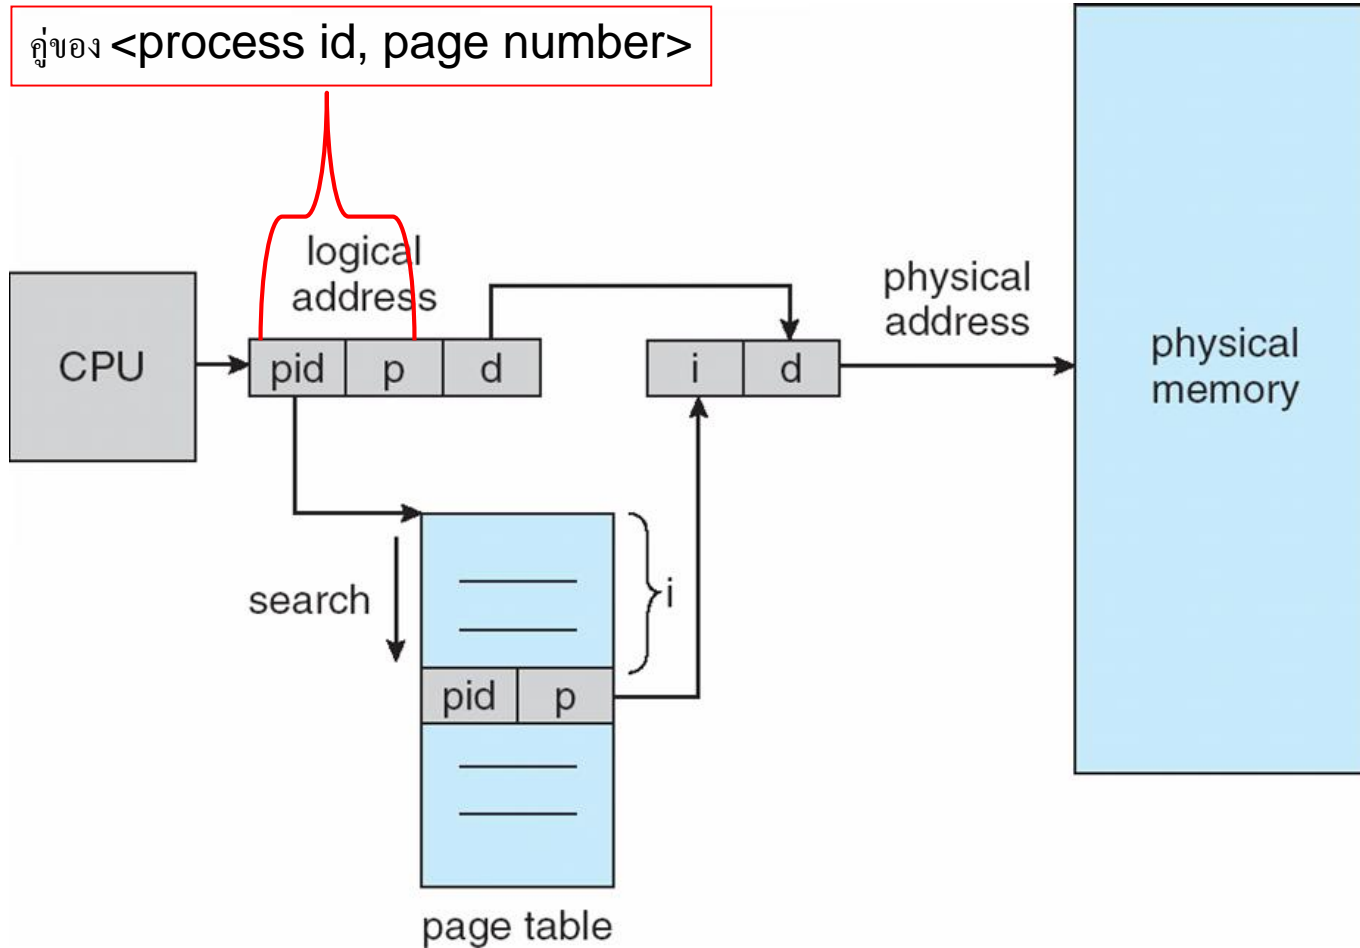 คู่ของ <process id, page number>
logical
address
physical
address
CPU
pid p d
i d
physical
memory
search
i
pid p
page table